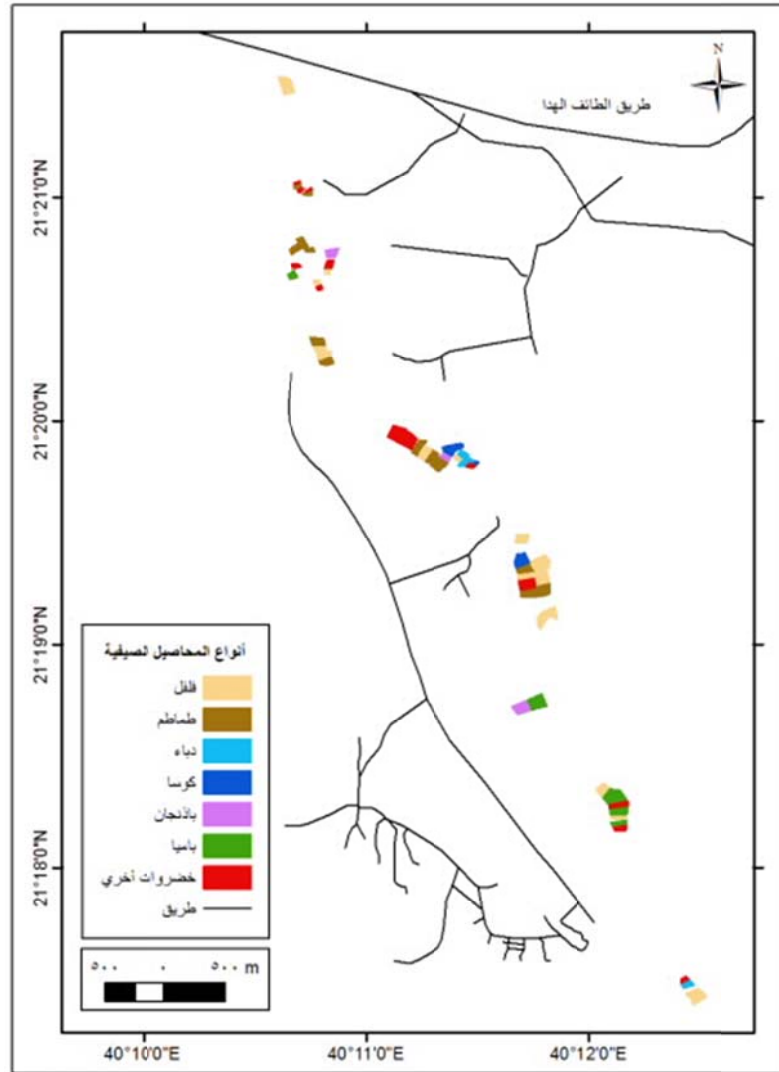 N
طريق الطائف الهدا
21°21'0"N
21°20'0"N
21°19'0"N
21°18'0"N
أنواع المحاصيل الصيفية
فلفل
طماطم
دباء
كوسا
باذنجان
باميا
خضروات أخري
طريق
٥٠٠ ٠ ٥٠٠ m
40°10'0"E 40°11'0"E 40°12'0"E